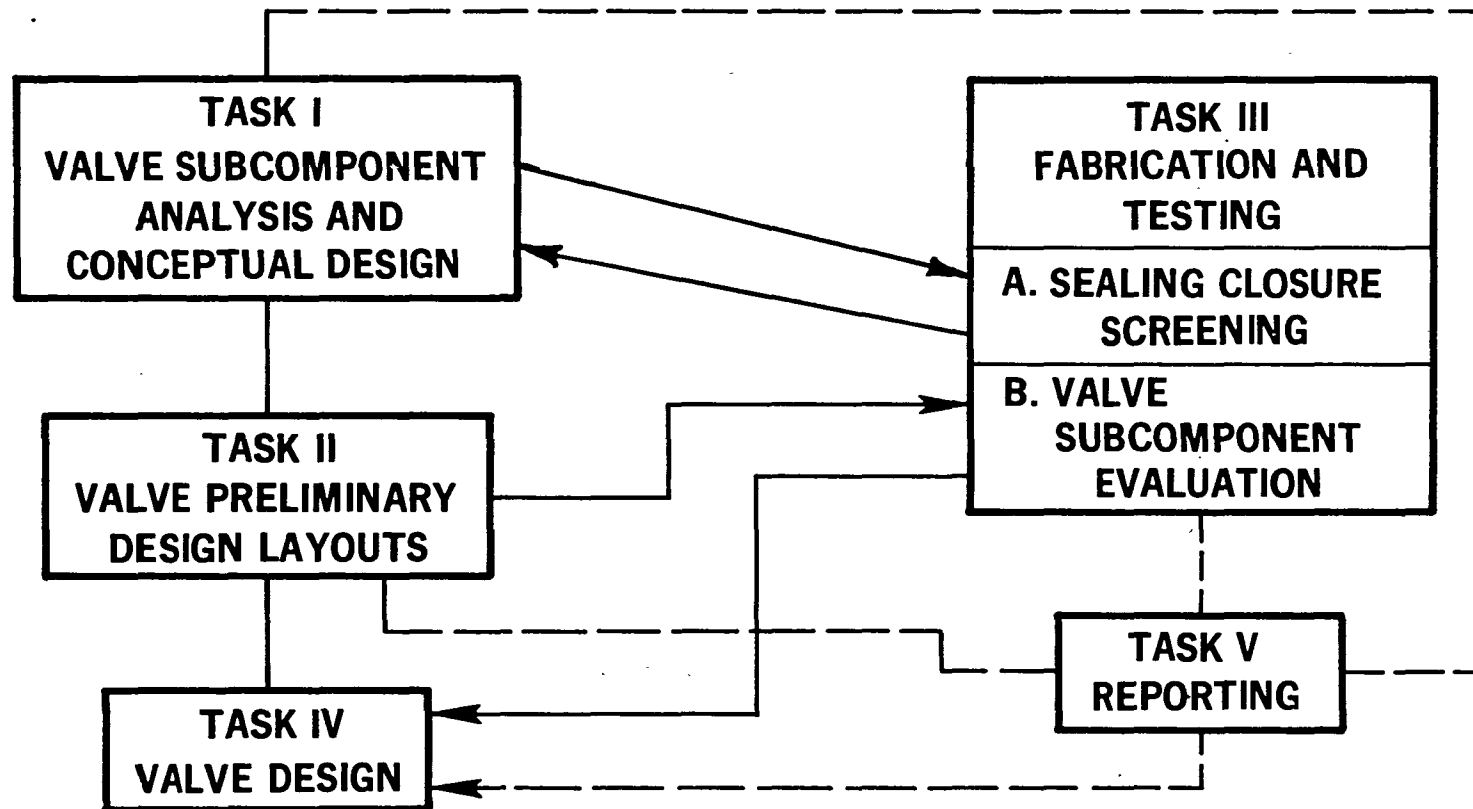 TASK I
VALVE SUBCOMPONENT
ANALYSIS AND
CONCEPTUAL DESIGN
TASK II
VALVE PRELIMINARY
DESIGN LAYOUTS
TASK IV
VALVE DESIGN
TASK III
FABRICATION AND
TESTING
A. SEALING CLOSURE
SCREENING
B. VALVE
SUBCOMPONENT
EVALUATION
TASK V
REPORTING